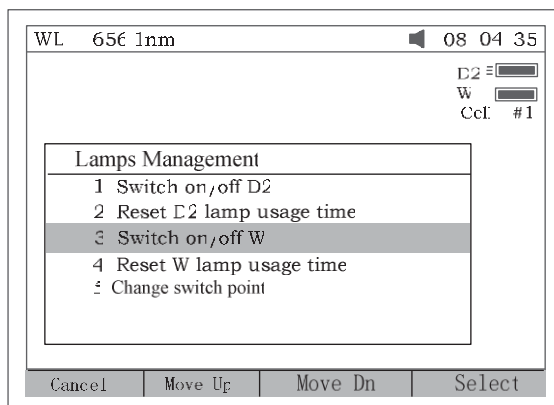 WL 656 1nm 08 04 35
D2
W
Cell #1
Lamps Management
1 Switch on/off D2
2 Reset D2 lamp usage time
3 Switch on/off W
4 Reset W lamp usage time
5 Change switch point
Cancel Move Up Move Dn Select